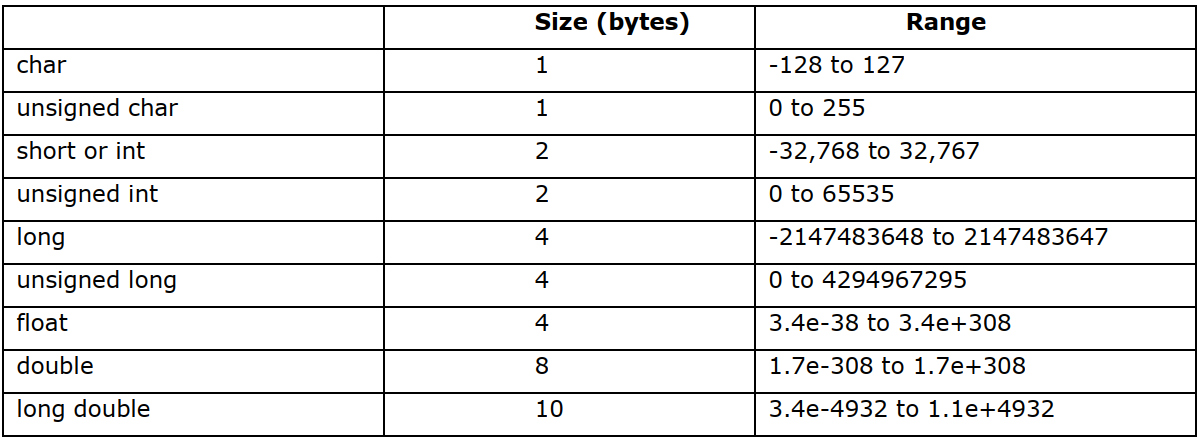 Size (bytes) Range
char 1 -128 to 127
unsigned char 1 0 to 255
short or int 2 -32,768 to 32,767
unsigned int 2 0 to 65535
long 4 -2147483648 to 2147483647
unsigned long 4 0 to 4294967295
float 4 3.4e-38 to 3.4e+308
double 8 1.7e-308 to 1.7e+308
long double 10 3.4e-4932 to 1.1e+4932